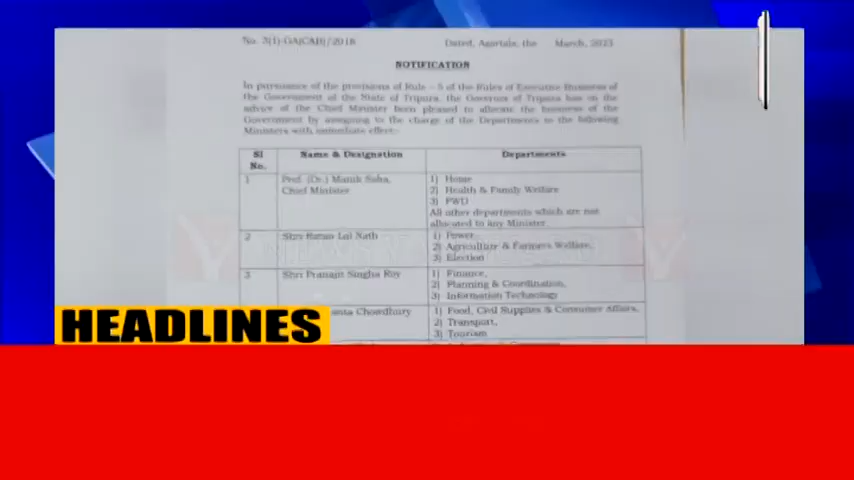 No. 3(1)-GA(CAB)/2018
Dated, Agartala, the March, 2023
NOTIFICATION
In pursuance of the provisions of Rule - 5 of the Rules of Executive Business of
the Government of the State of Tripura, the Governor of Tripura has on the
advice of the Chief Minister been pleased to allocate the business of the
Government by assigning to the charge of the Departments to the following
Ministers with immediate effect:-
Sl No.
Name & Designation
Departments
1
Prof. (Dr.) Manik Saha,
Chief Minister
1) Home
2) Health & Family Welfare
3) PWD
All other departments which are not
allocated to any Minister.
2
Shri Ratan Lal Nath
1) Power,
2) Agriculture & Farmers Welfare,
3) Election
3
Shri Pranajit Singha Roy
1) Finance,
2) Planning & Coordination,
3) Information Technology
Chowdhury
1) Food, Civil Supplies & Consumer Affairs,
2) Transport,
3) Tourism
HEADLINES